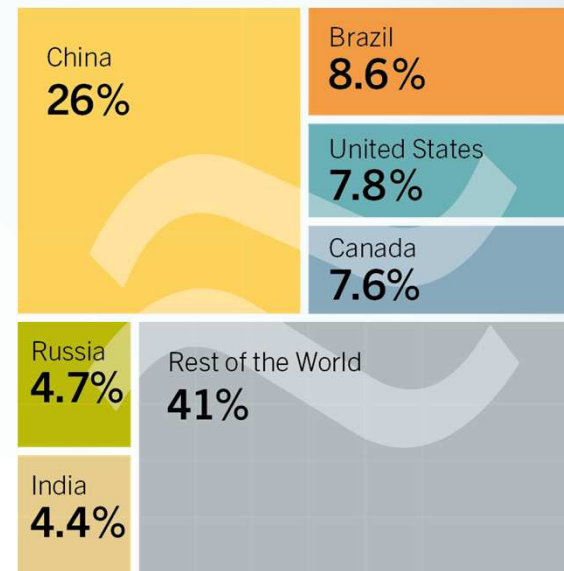 China
26%
Brazil
8.6%
United States
7.8%
Canada
7.6%
Russia
4.7%
Rest of the World
41%
India
4.4%